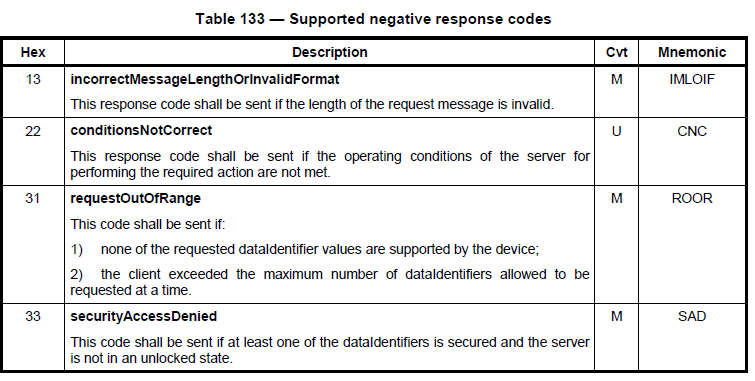 Table 133 — Supported negative response codes
Hex Description Cvt Mnemonic
13 incorrectMessageLengthOrInvalidFormat M IMLOIF
This response code shall be sent if the length of the request message is invalid.
22 conditionsNotCorrect U CNC
This response code shall be sent if the operating conditions of the server for
performing the required action are not met.
31 requestOutOfRange M ROOR
This code shall be sent if:
1) none of the requested dataIdentifier values are supported by the device;
2) the client exceeded the maximum number of dataIdentifiers allowed to be
requested at a time.
33 securityAccessDenied M SAD
This code shall be sent if at least one of the dataIdentifiers is secured and the server
is not in an unlocked state.